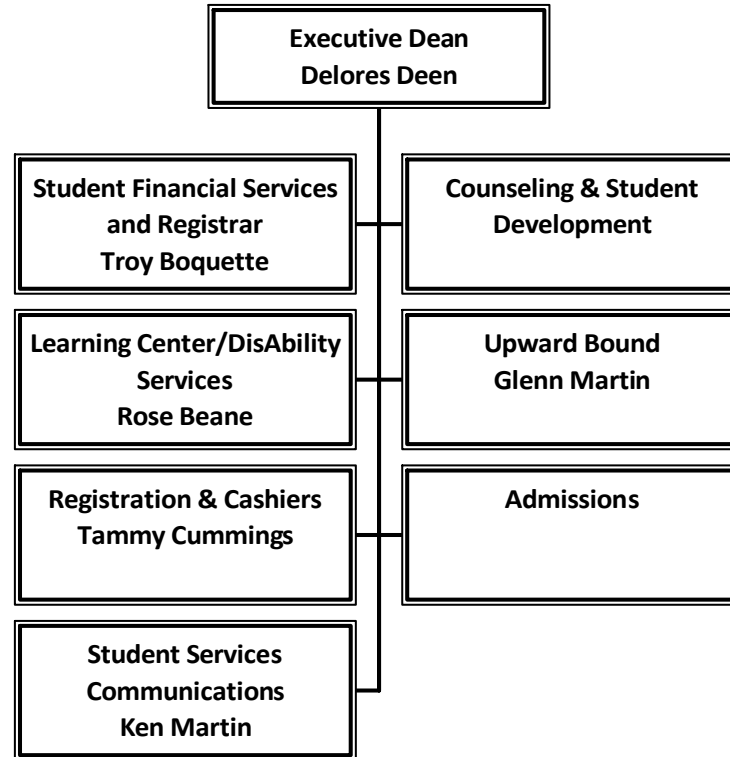 Executive Dean
Delores Deen
Student Financial Services
and Registrar
Troy Boquette
Counseling & Student
Development
Learning Center/DisAbility
Services
Rose Beane
Upward Bound
Glenn Martin
Registration & Cashiers
Tammy Cummings
Admissions
Student Services
Communications
Ken Martin